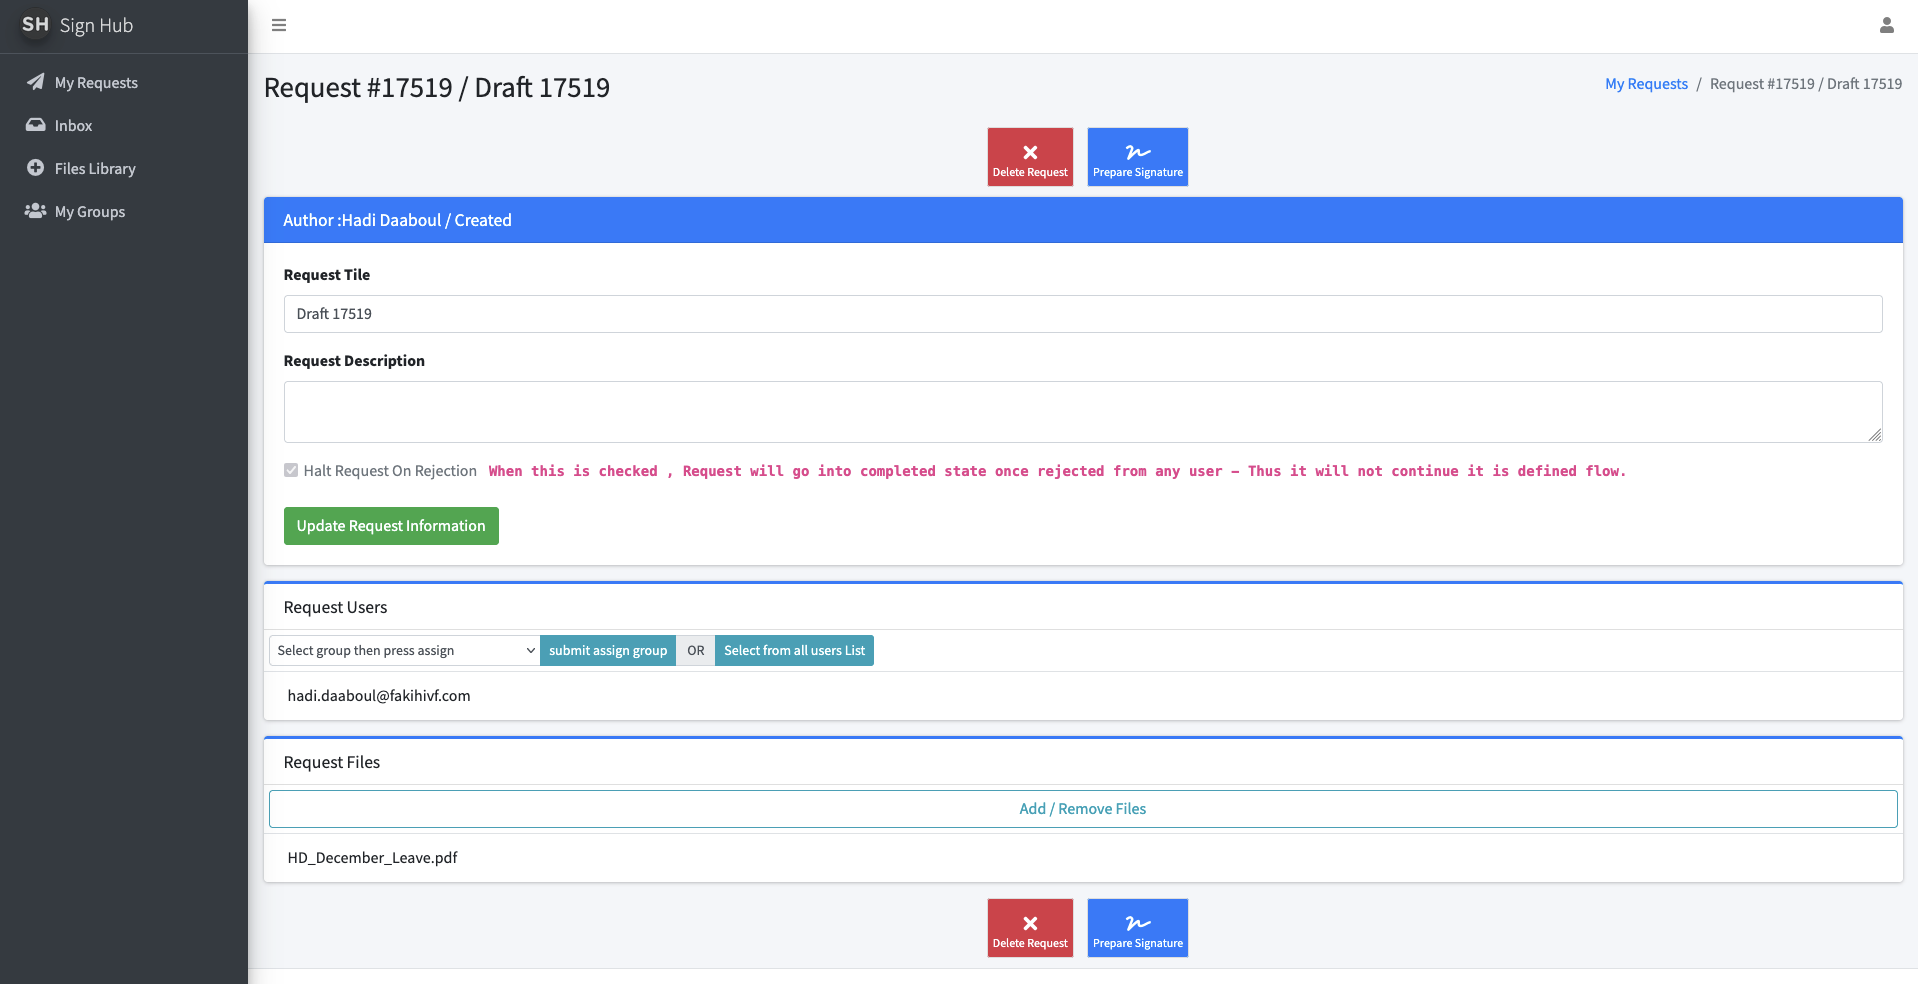 SH Sign Hub
My Requests
Inbox
Files Library
My Groups
Request #17519 / Draft 17519
My Requests / Request #17519 / Draft 17519
Delete Request
Prepare Signature
Author :Hadi Daaboul / Created
Request Tile
Draft 17519
Request Description
Halt Request On Rejection When this is checked , Request will go into completed state once rejected from any user – Thus it will not continue it is defined flow.
Update Request Information
Request Users
Select group then press assign submit assign group OR Select from all users List
hadi.daaboul@fakihivf.com
Request Files
Add / Remove Files
HD_December_Leave.pdf
Delete Request
Prepare Signature